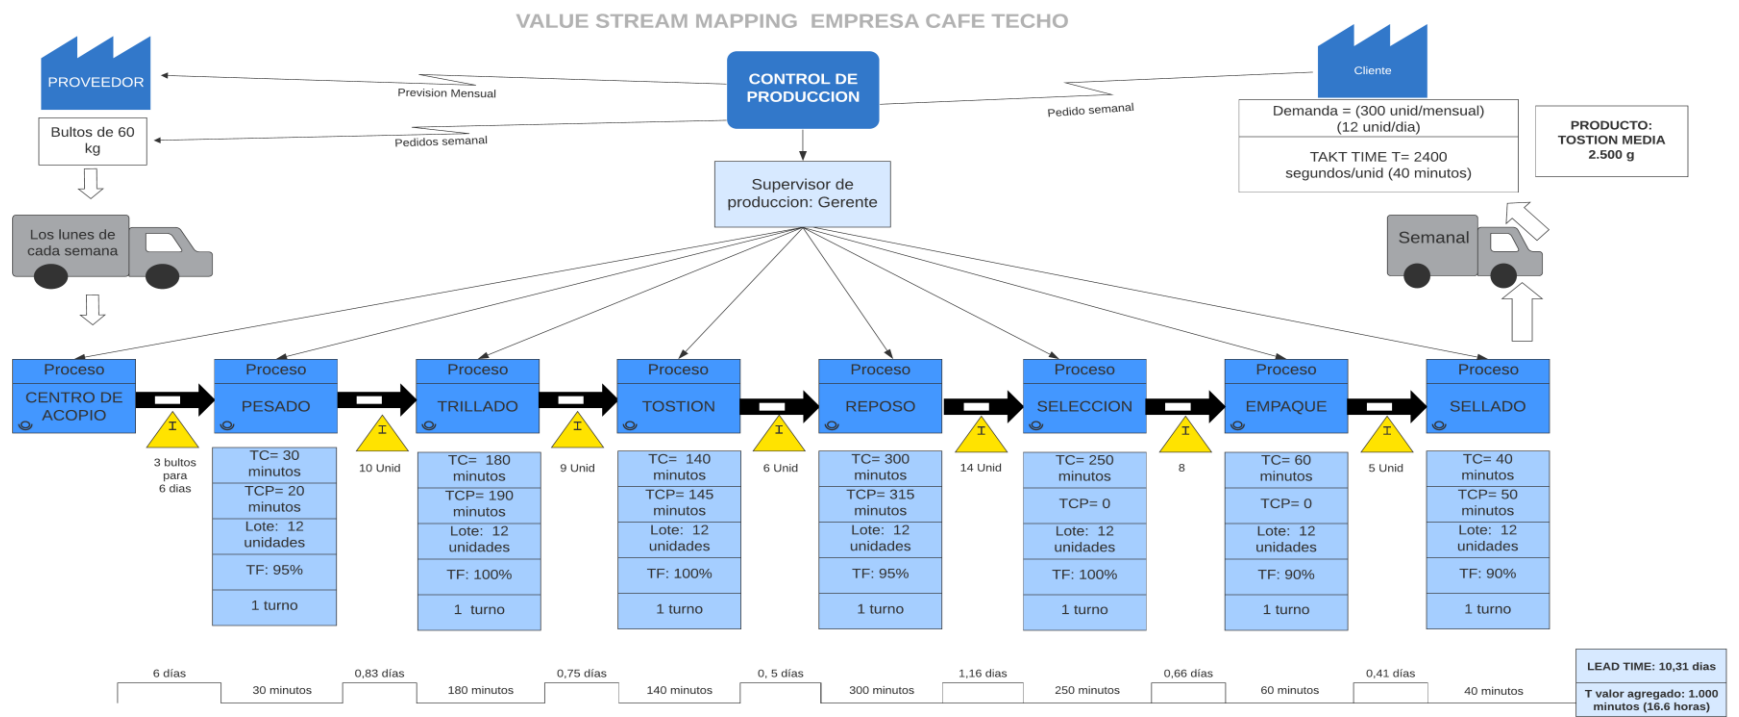 VALUE STREAM MAPPING  EMPRESA CAFE TECHO
PROVEEDOR
Bultos de 60
kg
Prevision Mensual
Pedidos semanal
CONTROL DE
PRODUCCION
Pedido semanal
Cliente
Demanda = (300 unid/mensual)
(12 unid/dia)
TAKT TIME T= 2400
segundos/unid (40 minutos)
PRODUCTO:
TOSTION MEDIA
2.500 g
Supervisor de
produccion: Gerente
Los lunes de
cada semana
Semanal
Proceso
CENTRO DE
ACOPIO
Proceso
PESADO
Proceso
TRILLADO
Proceso
TOSTION
Proceso
REPOSO
Proceso
SELECCION
Proceso
EMPAQUE
Proceso
SELLADO
I
3 bultos
para
6 dias
I
10 Unid
I
9 Unid
I
6 Unid
I
14 Unid
I
8
I
5 Unid
TC= 30
minutos
TCP= 20
minutos
Lote:  12
unidades
TF: 95%
1 turno
TC=  180
minutos
TCP= 190
minutos
Lote:  12
unidades
TF: 100%
1  turno
TC=  140
minutos
TCP= 145
minutos
Lote:  12
unidades
TF: 100%
1 turno
TC= 300
minutos
TCP= 315
minutos
Lote:  12
unidades
TF: 95%
1 turno
TC= 250
minutos
TCP= 0
Lote:  12
unidades
TF: 100%
1 turno
TC= 60
minutos
TCP= 0
Lote:  12
unidades
TF: 90%
1 turno
TC= 40
minutos
TCP= 50
minutos
Lote:  12
unidades
TF: 90%
1 turno
6 días
30 minutos
0,83 días
180 minutos
0,75 días
140 minutos
0, 5 días
300 minutos
1,16 dias
250 minutos
0,66 días
60 minutos
0,41 días
40 minutos
LEAD TIME: 10,31 dias
T valor agregado: 1.000
minutos (16.6 horas)